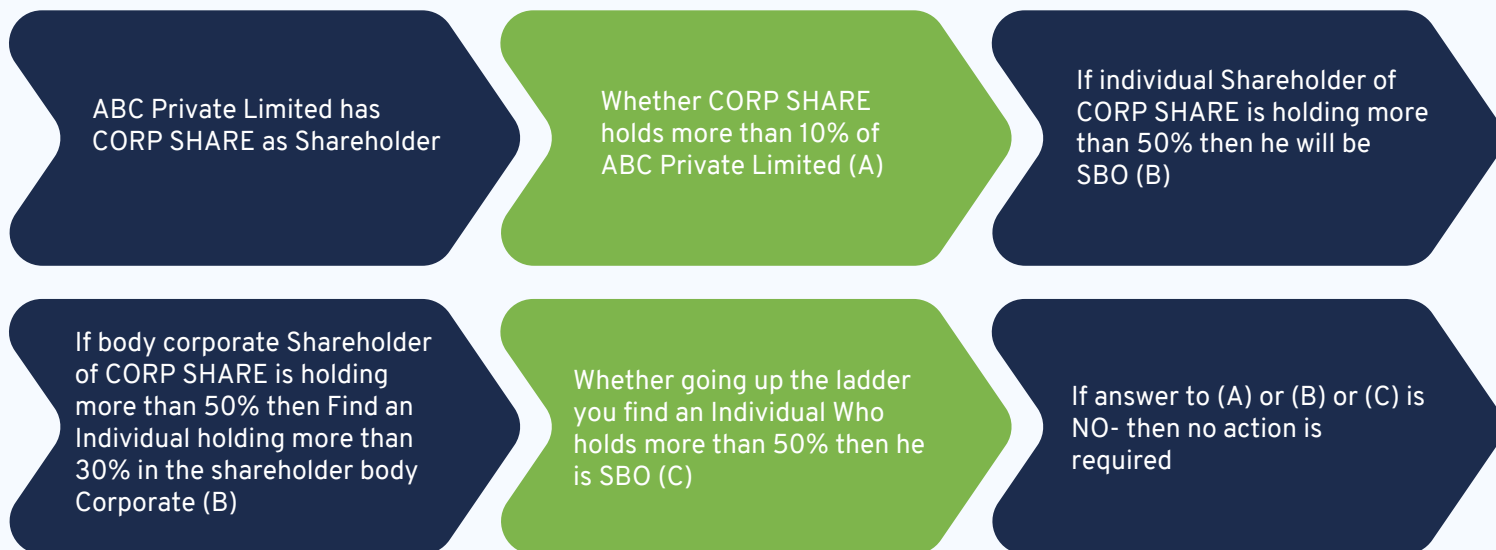 ABC Private Limited has
CORP SHARE as Shareholder
Whether CORP SHARE
holds more than 10% of
ABC Private Limited (A)
If individual Shareholder of
CORP SHARE is holding more
than 50% then he will be
SBO (B)
If body corporate Shareholder
of CORP SHARE is holding
more than 50% then Find an
Individual holding more than
30% in the shareholder body
Corporate (B)
Whether going up the ladder
you find an Individual Who
holds more than 50% then he
is SBO (C)
If answer to (A) or (B) or (C) is
NO- then no action is
required